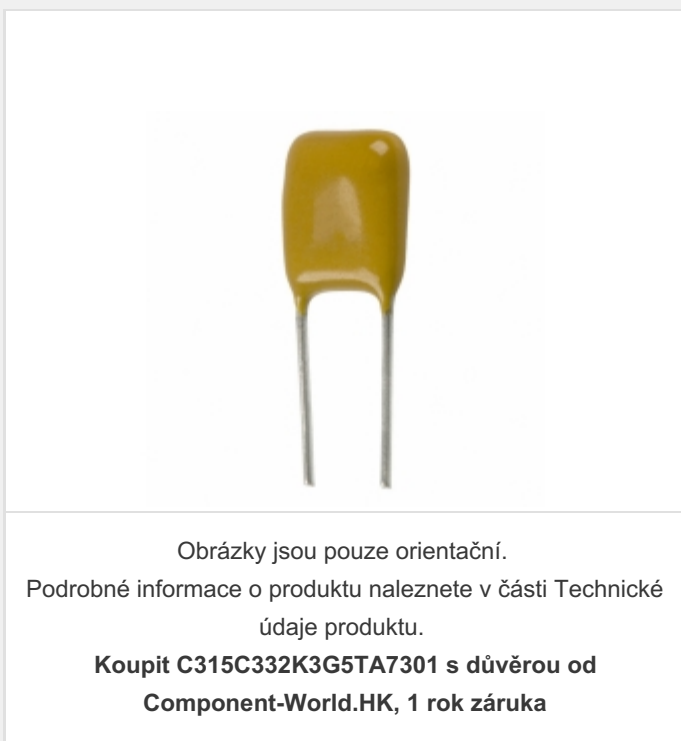 Obrázky jsou pouze orientační.
Podrobné informace o produktu naleznete v části Technické
údaje produktu.
Koupit C315C332K3G5TA7301 s důvěrou od
Component-World.HK, 1 rok záruka